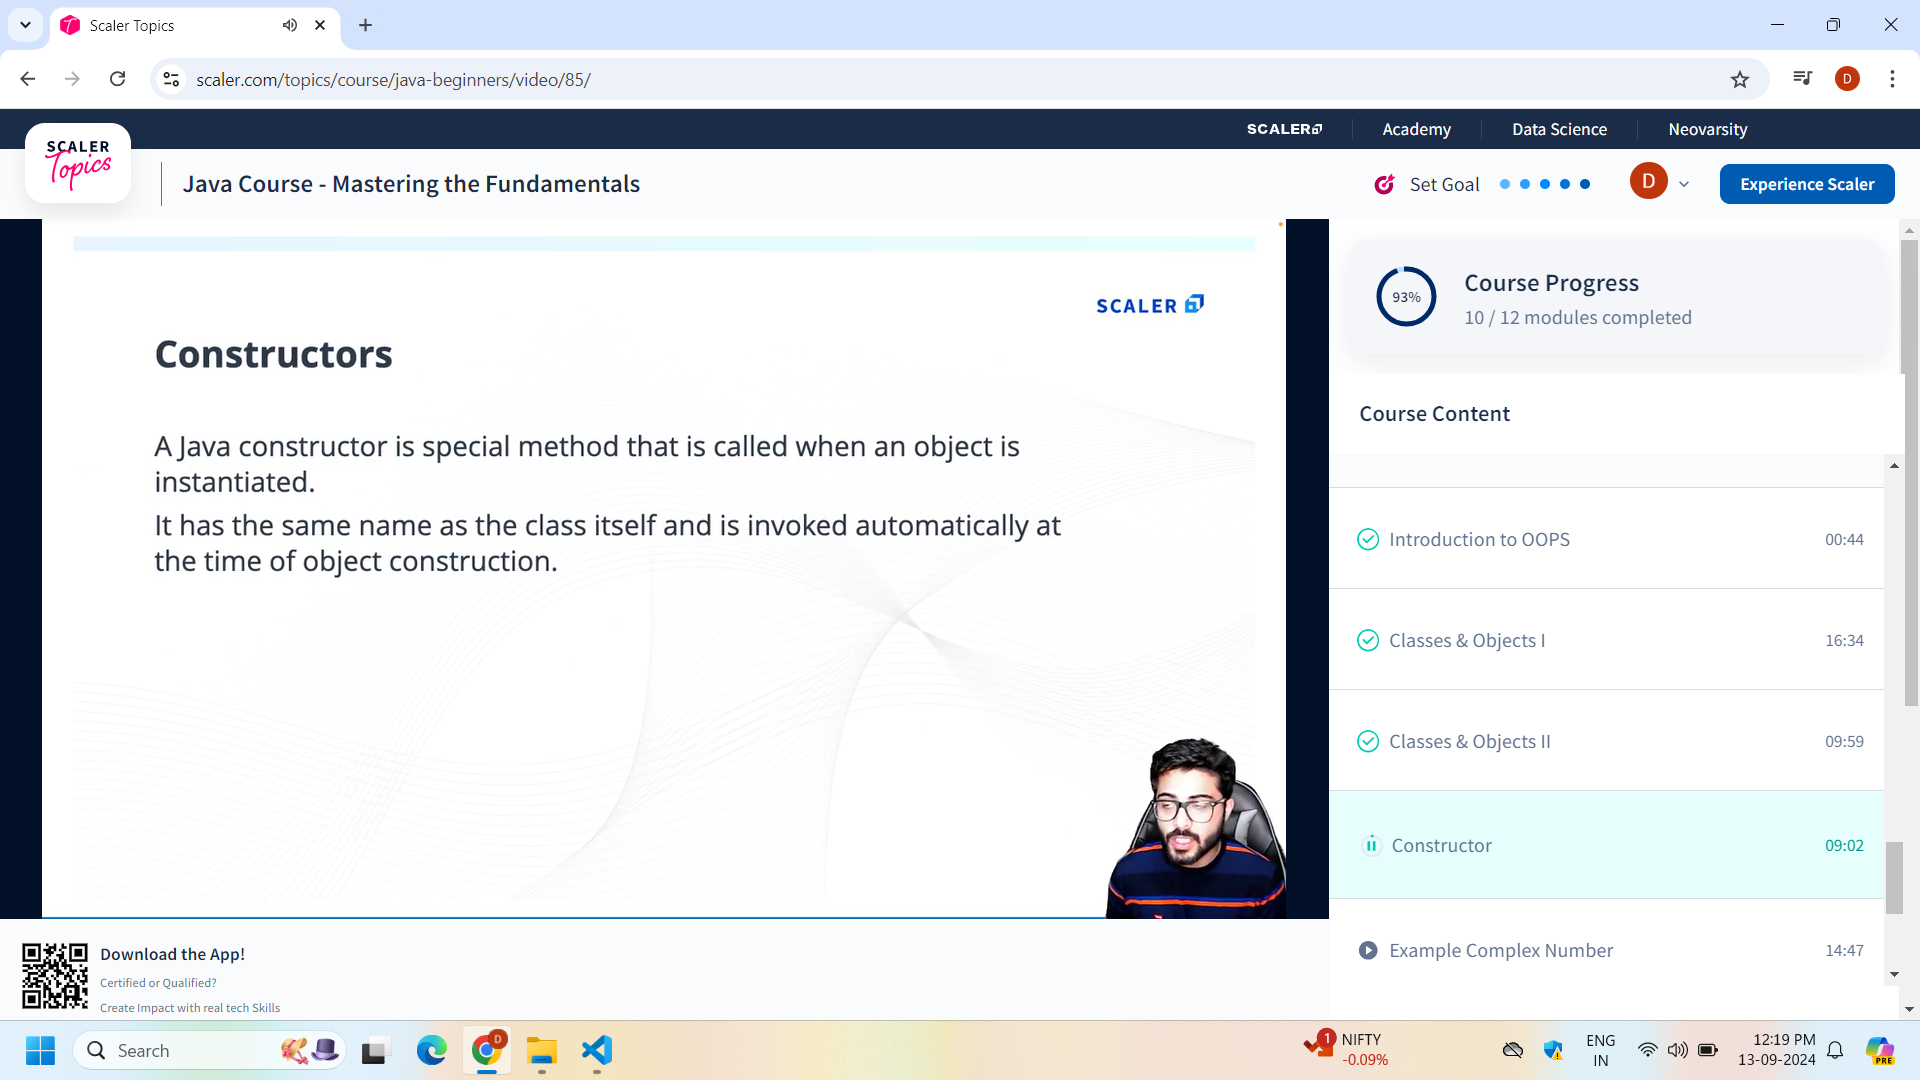 Scaler Topics
scaler.com/topics/course/java-beginners/video/85/
D
SCALER
Academy
Data Science
Neovarsity
SCALER
Topics
Java Course - Mastering the Fundamentals
Set Goal
D
Experience Scaler
SCALER
Constructors
A Java constructor is special method that is called when an object is
instantiated.
It has the same name as the class itself and is invoked automatically at
the time of object construction.
93%
Course Progress
10 / 12 modules completed
Course Content
Introduction to OOPS 00:44
Classes & Objects I 16:34
Classes & Objects II 09:59
Constructor 09:02
Example Complex Number 14:47
Download the App!
Certified or Qualified?
Create Impact with real tech Skills
Search
D
1
NIFTY
-0.09%
ENG
IN
12:19 PM
13-09-2024
PRE